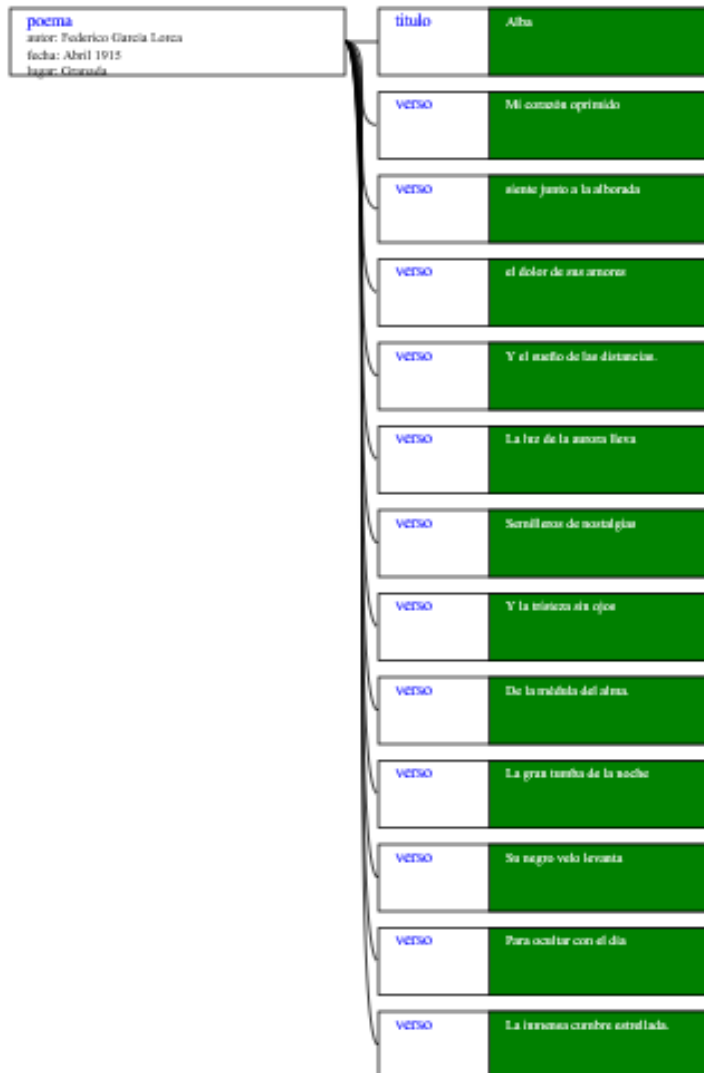 poema
autor: Federico García Lorca
fecha: Abril 1915
lugar: Granada
titulo Alba
verso Mi corazón oprimido
verso siente junto a la alborada
verso el dolor de sus amores
verso Y el sueño de las distancias.
verso La luz de la aurora lleva
verso Semilleros de nostalgias
verso Y la tristeza sin ojos
verso De la médula del alma.
verso La gran tumba de la noche
verso Su negro velo levanta
verso Para ocultar con el dia
verso La inmensa cumbre estrellada.